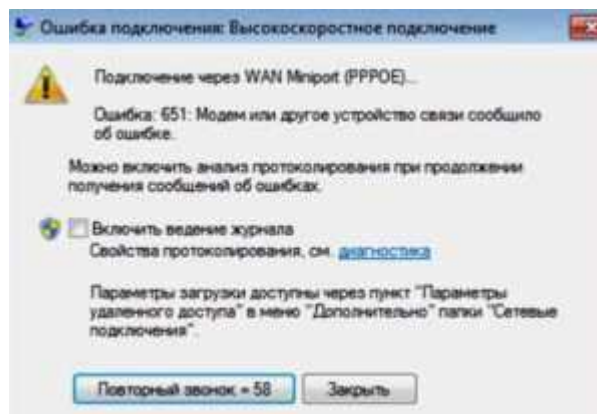 Ошибка подключения: Высокоскоростное подключение
Подключение через WAN Miniport (PPPOE)...
Ошибка: 651: Модем или другое устройство связи сообщило
об ошибке.
Можно включить анализ протоколирования при продолжении
получения сообщений об ошибках.
Включить ведение журнала
Свойства протоколирования, см. диагностика
Параметры загрузки доступны через пункт "Параметры
удаленного доступа" в меню "Дополнительно" папки "Сетевые
подключения".
Повторный звонок = 58
Закрыть